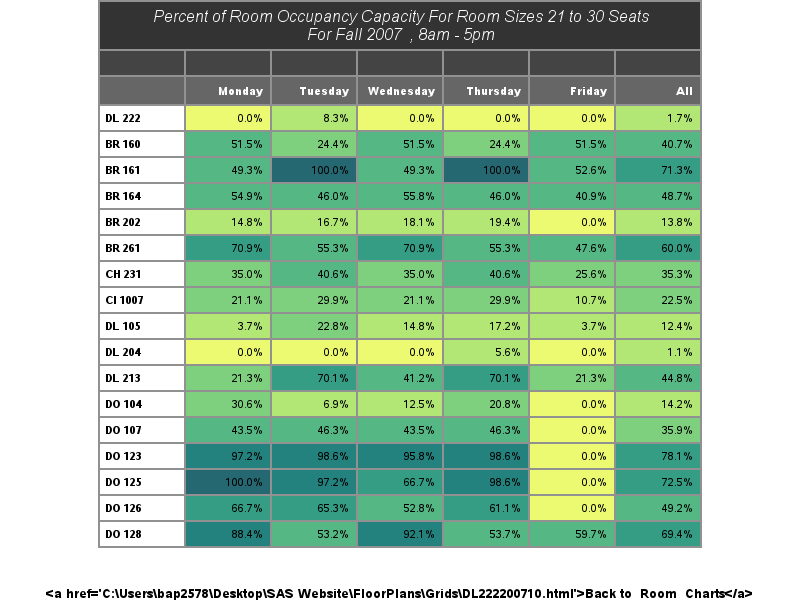 Percent of Room Occupancy Capacity For Room Sizes 21 to 30 Seats
For Fall 2007 , 8am - 5pm
Monday Tuesday Wednesday Thursday Friday All
DL 222 0.0% 8.3% 0.0% 0.0% 0.0% 1.7%
BR 160 51.5% 24.4% 51.5% 24.4% 51.5% 40.7%
BR 161 49.3% 100.0% 49.3% 100.0% 52.6% 71.3%
BR 164 54.9% 46.0% 55.8% 46.0% 40.9% 48.7%
BR 202 14.8% 16.7% 18.1% 19.4% 0.0% 13.8%
BR 261 70.9% 55.3% 70.9% 55.3% 47.6% 60.0%
CH 231 35.0% 40.6% 35.0% 40.6% 25.6% 35.3%
CI 1007 21.1% 29.9% 21.1% 29.9% 10.7% 22.5%
DL 105 3.7% 22.8% 14.8% 17.2% 3.7% 12.4%
DL 204 0.0% 0.0% 0.0% 5.6% 0.0% 1.1%
DL 213 21.3% 70.1% 41.2% 70.1% 21.3% 44.8%
DO 104 30.6% 6.9% 12.5% 20.8% 0.0% 14.2%
DO 107 43.5% 46.3% 43.5% 46.3% 0.0% 35.9%
DO 123 97.2% 98.6% 95.8% 98.6% 0.0% 78.1%
DO 125 100.0% 97.2% 66.7% 98.6% 0.0% 72.5%
DO 126 66.7% 65.3% 52.8% 61.1% 0.0% 49.2%
DO 128 88.4% 53.2% 92.1% 53.7% 59.7% 69.4%
<a href='C:\Users\bap2578\Desktop\SAS Website\FloorPlans\Grids\DL222200710.html'>Back to Room Charts</a>